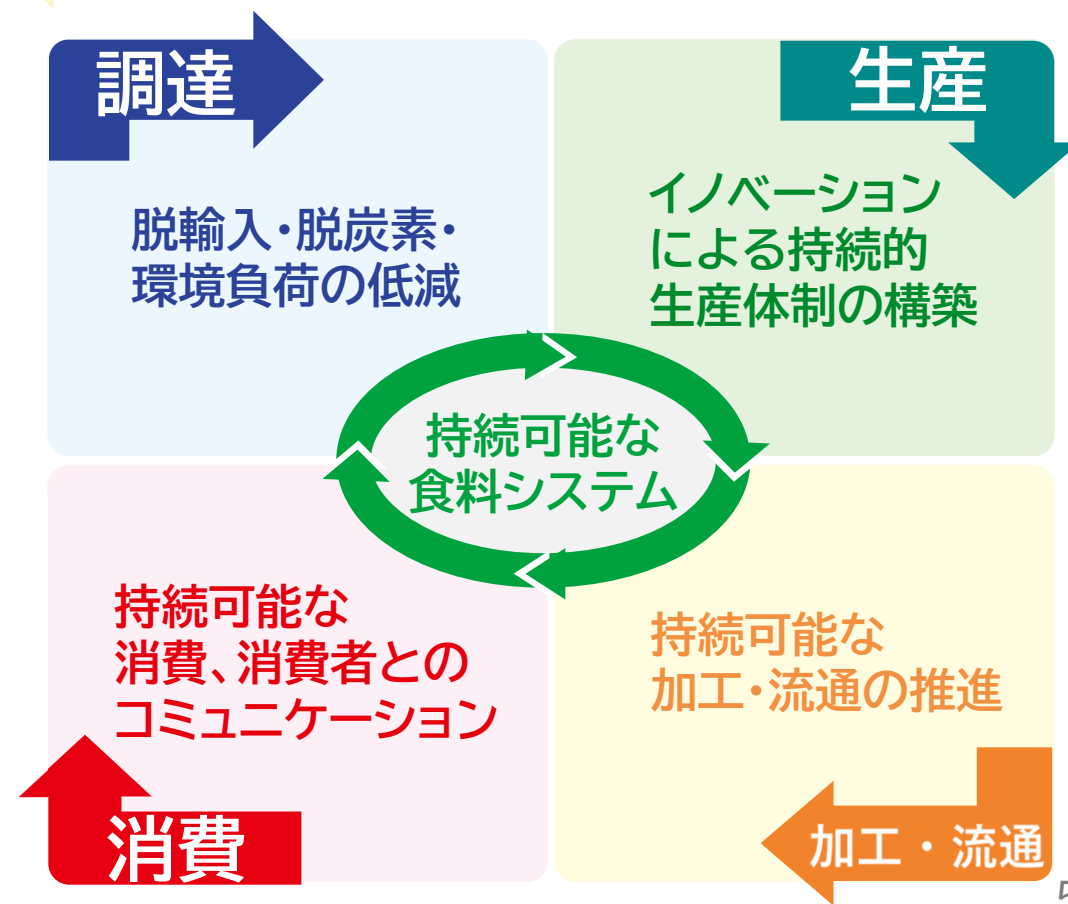 調達
脱輸入・脱炭素・
環境負荷の低減
生産
イノベーション
による持続的
生産体制の構築
持続可能な
食料システム
持続可能な
消費、消費者との
コミュニケーション
消費
持続可能な
加工・流通の推進
加工・流通